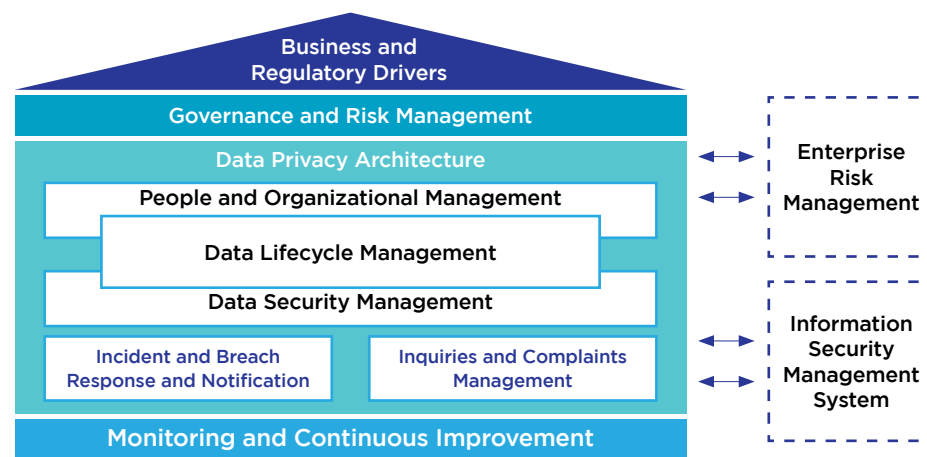 Business and
Regulatory Drivers
Governance and Risk Management
Data Privacy Architecture
People and Organizational Management
Data Lifecycle Management
Data Security Management
Incident and Breach
Response and Notification
Inquiries and Complaints
Management
Monitoring and Continuous Improvement
Enterprise
Risk
Management
Information
Security
Management
System